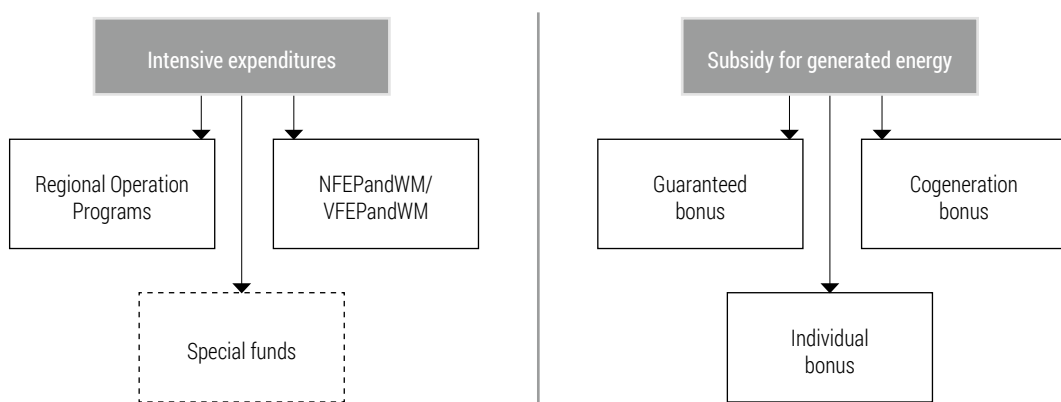 Intensive expenditures
Regional Operation
Programs
NFEPandWM/
VFEPandWM
Special funds
Subsidy for generated energy
Guaranteed
bonus
Cogeneration
bonus
Individual
bonus